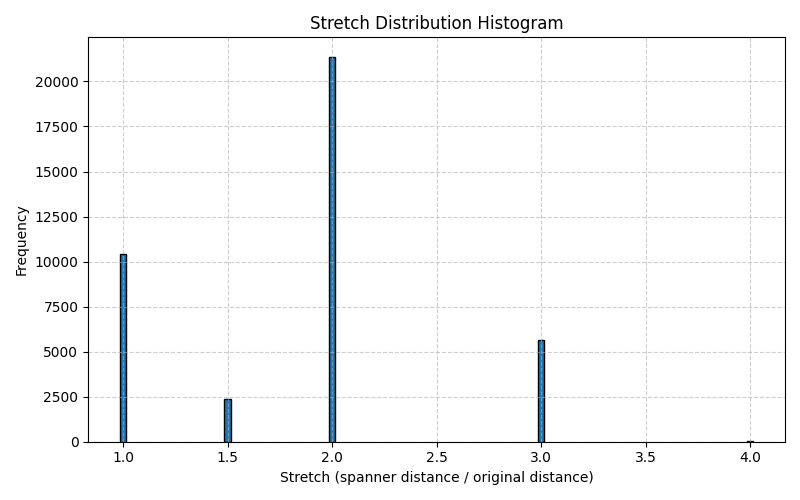 Stretch Distribution Histogram
Frequency
20000
17500
15000
12500
10000
7500
5000
2500
0
1.0 1.5 2.0 2.5 3.0 3.5 4.0
Stretch (spanner distance / original distance)